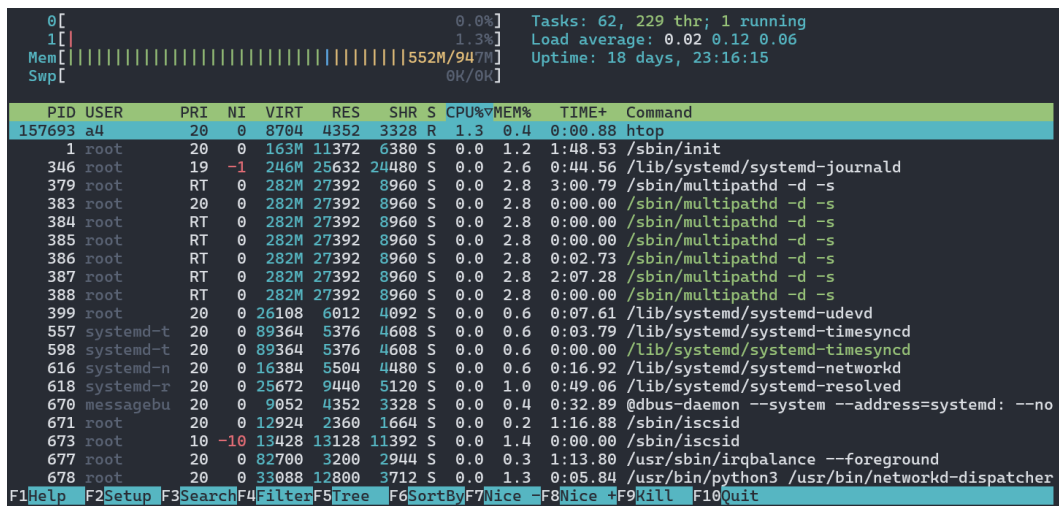 0[ 0.0%] Tasks: 62, 229 thr; 1 running
1[| 1.3%] Load average: 0.02 0.12 0.06
Mem[||||||||||||||||||||||||||||||||||||552M/947M] Uptime: 18 days, 23:16:15
Swp[ 0K/0K]
PID USER PRI NI VIRT RES SHR S CPU%▽MEM% TIME+ Command
157693 a4 20 0 8704 4352 3328 R 1.3 0.4 0:00.88 htop
1 root 20 0 163M 11372 6380 S 0.0 1.2 1:48.53 /sbin/init
346 root 19 -1 246M 25632 24480 S 0.0 2.6 0:44.56 /lib/systemd/systemd-journald
379 root RT 0 282M 27392 8960 S 0.0 2.8 3:00.79 /sbin/multipathd -d -s
383 root 20 0 282M 27392 8960 S 0.0 2.8 0:00.00 /sbin/multipathd -d -s
384 root RT 0 282M 27392 8960 S 0.0 2.8 0:00.00 /sbin/multipathd -d -s
385 root RT 0 282M 27392 8960 S 0.0 2.8 0:00.00 /sbin/multipathd -d -s
386 root RT 0 282M 27392 8960 S 0.0 2.8 0:02.73 /sbin/multipathd -d -s
387 root RT 0 282M 27392 8960 S 0.0 2.8 2:07.28 /sbin/multipathd -d -s
388 root RT 0 282M 27392 8960 S 0.0 2.8 0:00.00 /sbin/multipathd -d -s
399 root 20 0 26108 6012 4092 S 0.0 0.6 0:07.61 /lib/systemd/systemd-udevd
557 systemd-t 20 0 89364 5376 4608 S 0.0 0.6 0:03.79 /lib/systemd/systemd-timesyncd
598 systemd-t 20 0 89364 5376 4608 S 0.0 0.6 0:00.00 /lib/systemd/systemd-timesyncd
616 systemd-n 20 0 16384 5504 4480 S 0.0 0.6 0:16.92 /lib/systemd/systemd-networkd
618 systemd-r 20 0 25672 9440 5120 S 0.0 1.0 0:49.06 /lib/systemd/systemd-resolved
670 messagebu 20 0 9052 4352 3328 S 0.0 0.4 0:32.89 @dbus-daemon --system --address=systemd: --no
671 root 20 0 12924 2360 1664 S 0.0 0.2 1:16.88 /sbin/iscsid
673 root 10 -10 13428 13128 11392 S 0.0 1.4 0:00.00 /sbin/iscsid
677 root 20 0 82700 3200 2944 S 0.0 0.3 1:13.80 /usr/sbin/irqbalance --foreground
678 root 20 0 33088 12800 3712 S 0.0 1.3 0:05.84 /usr/bin/python3 /usr/bin/networkd-dispatcher
F1Help F2Setup F3SearchF4FilterF5Tree F6SortByF7Nice -F8Nice +F9Kill F10Quit